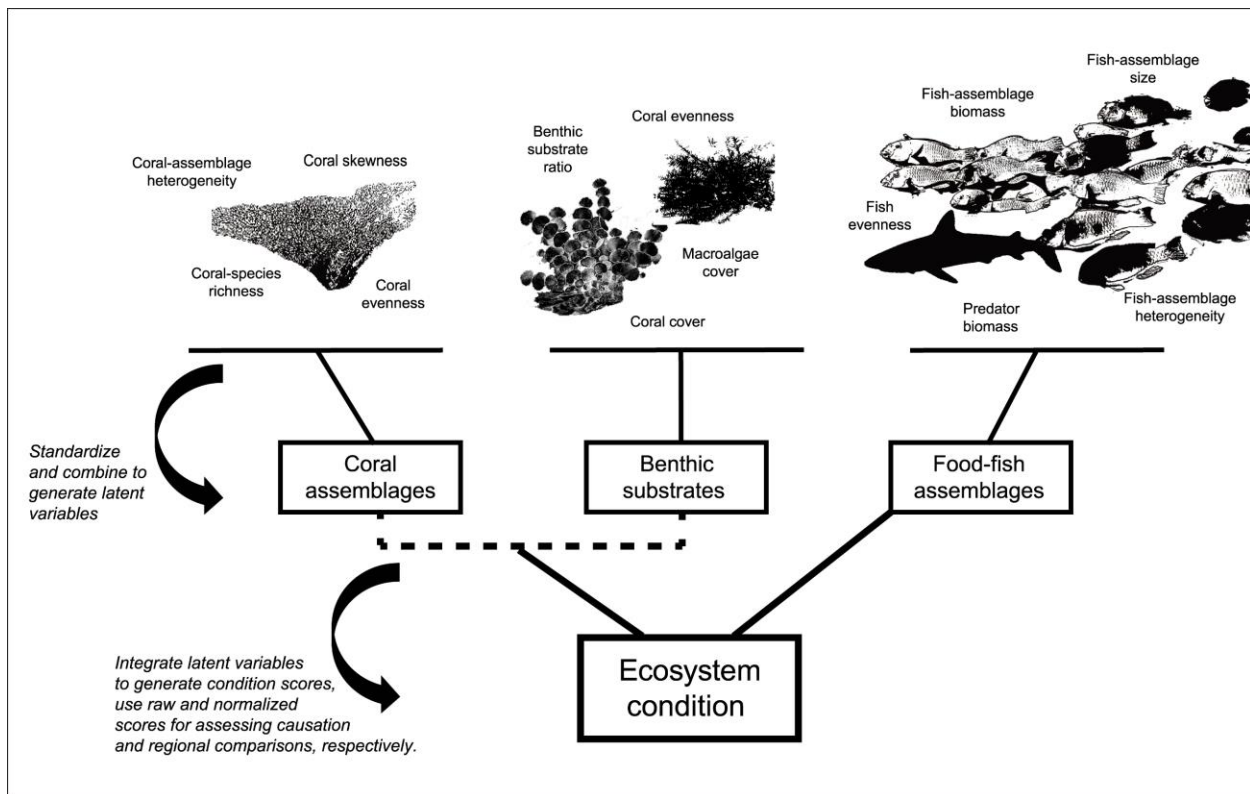 Coral-assemblage
heterogeneity
Coral skewness
Coral-species
richness
Coral
evenness
Benthic
substrate
ratio
Coral evenness
Macroalgae
cover
Coral cover
Fish-assemblage
size
Fish-assemblage
biomass
Fish
evenness
Predator
biomass
Fish-assemblage
heterogeneity
Standardize
and combine to
generate latent
variables
Coral
assemblages
Benthic
substrates
Food-fish
assemblages
Integrate latent variables
to generate condition scores,
use raw and normalized
scores for assessing causation
and regional comparisons, respectively.
Ecosystem
condition